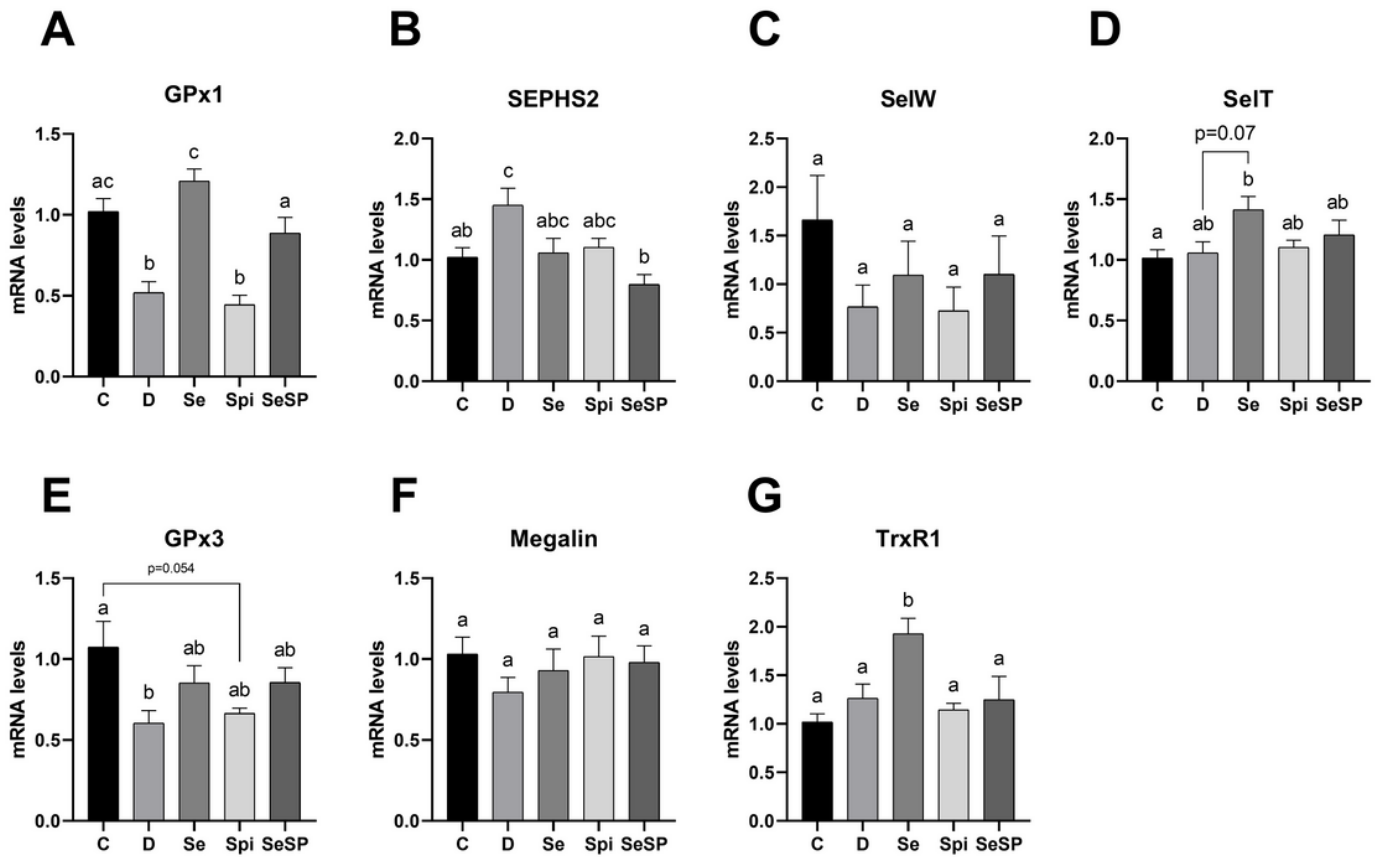 A
GPx1
mRNA levels
1.5
1.0
0.5
0.0
ac
b
c
b
a
C D Se Spi SeSP
B
SEPHS2
mRNA levels
2.0
1.5
1.0
0.5
0.0
ab
c
abc
abc
b
C D Se Spi SeSP
C
SelW
mRNA levels
2.5
2.0
1.5
1.0
0.5
0.0
a
a
a
a
a
C D Se Spi SeSP
D
SelT
mRNA levels
2.0
1.5
1.0
0.5
0.0
p=0.07
a
ab
b
ab
ab
C D Se Spi SeSP
E
GPx3
mRNA levels
1.5
1.0
0.5
0.0
p=0.054
a
b
ab
ab
ab
C D Se Spi SeSP
F
Megalin
mRNA levels
1.5
1.0
0.5
0.0
a
a
a
a
a
C D Se Spi SeSP
G
TrxR1
mRNA levels
2.5
2.0
1.5
1.0
0.5
0.0
a
a
b
a
a
C D Se Spi SeSP